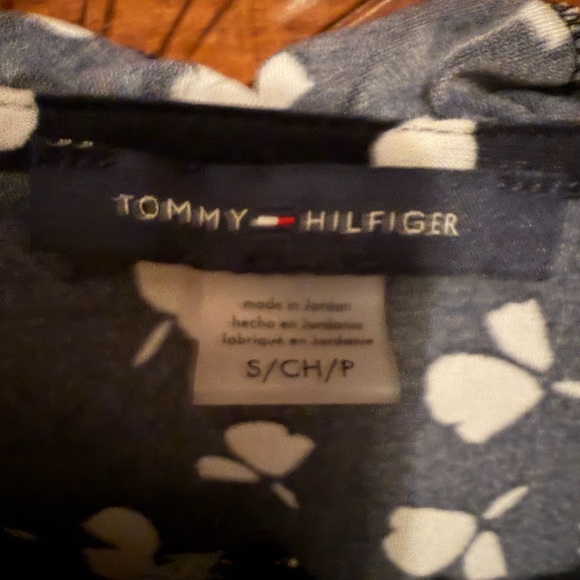 TOMMY HILFIGER
made in Jordan
hecho en Jordania
fabriqué en Jordanie
S/CH/P